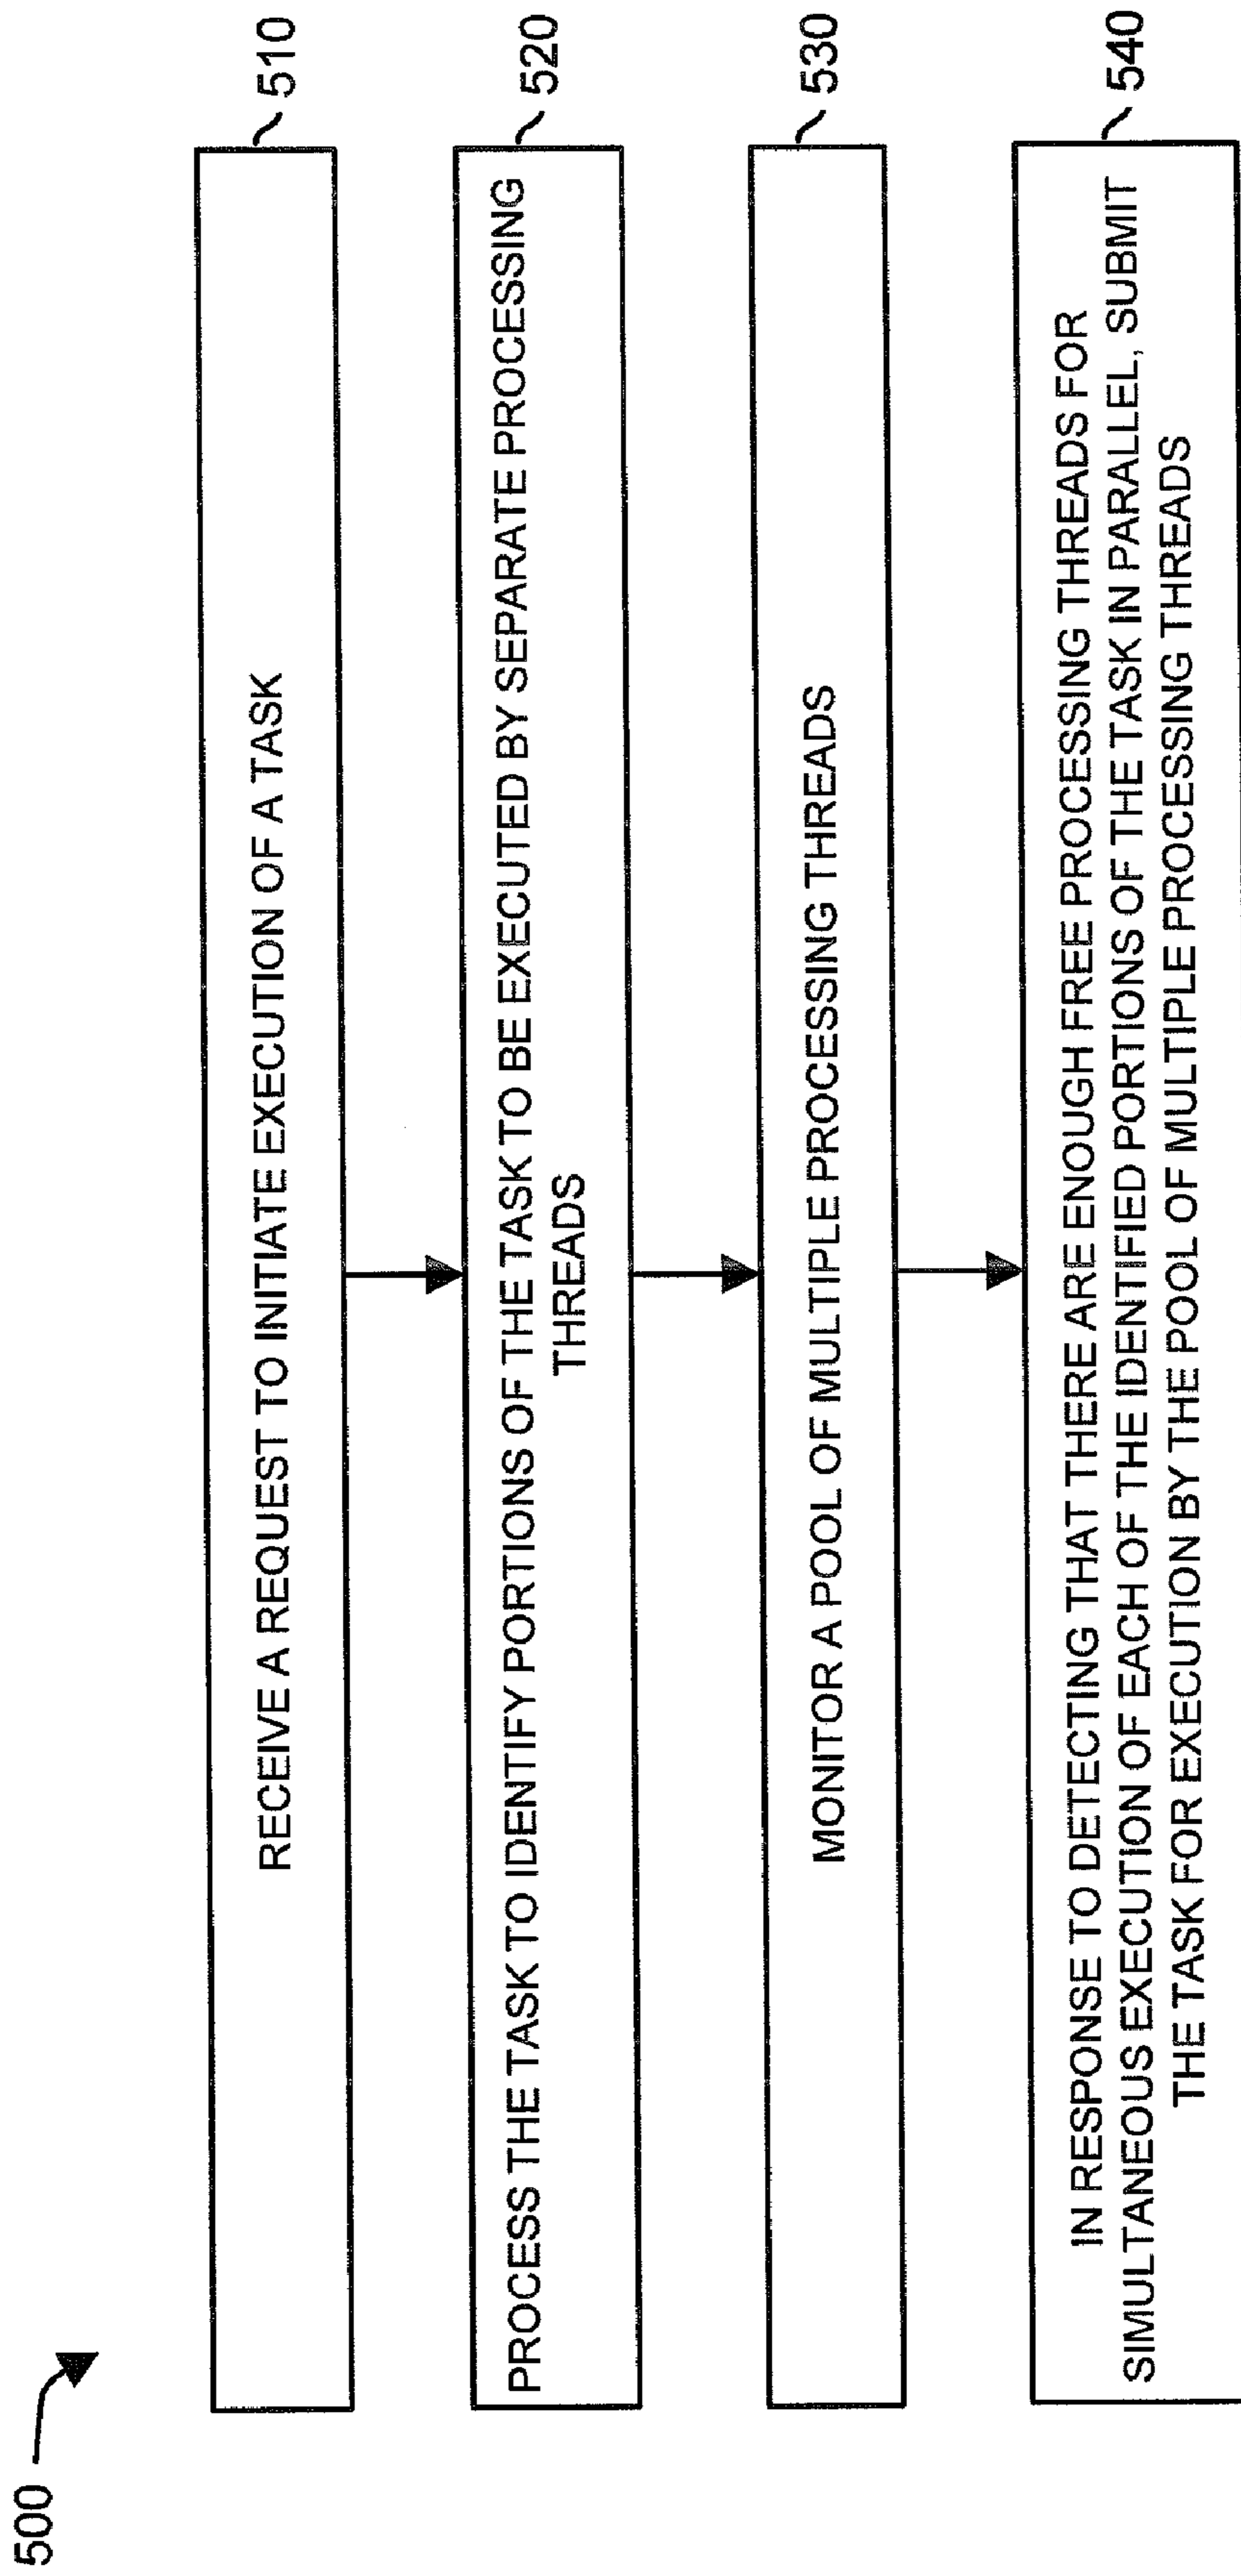 500
RECEIVE A REQUEST TO INITIATE EXECUTION OF A TASK
510
PROCESS THE TASK TO IDENTIFY PORTIONS OF THE TASK TO BE EXECUTED BY SEPARATE PROCESSING
THREADS
520
MONITOR A POOL OF MULTIPLE PROCESSING THREADS
530
IN RESPONSE TO DETECTING THAT THERE ARE ENOUGH FREE PROCESSING THREADS FOR
SIMULTANEOUS EXECUTION OF EACH OF THE IDENTIFIED PORTIONS OF THE TASK IN PARALLEL, SUBMIT
THE TASK FOR EXECUTION BY THE POOL OF MULTIPLE PROCESSING THREADS
540